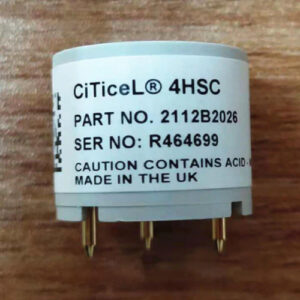 CiTiceL® 4HSC
PART NO. 2112B2026
SER NO: R464699
CAUTION CONTAINS ACID -
MADE IN THE UK